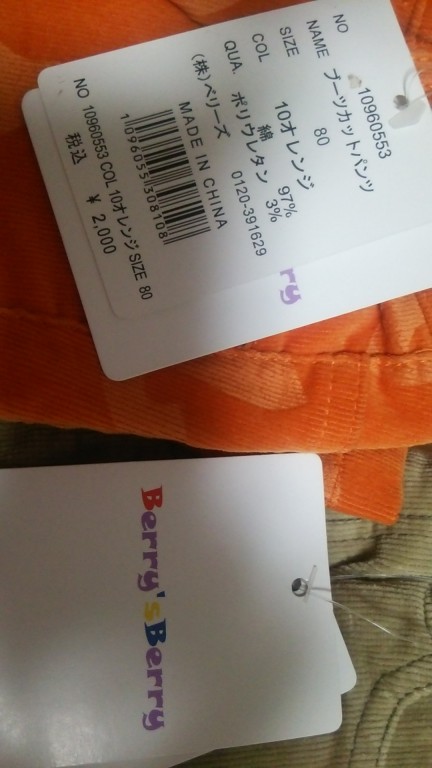 NO 10960553
NAME ブーツカットパンツ
SIZE 80
COL 10オレンジ
QUA. 綿 97%
ポリウレタン 3%
(株)ベリーズ 0120-391629
MADE IN CHINA
1096055308108
NO 10960553 COL 10オレンジ SIZE 80
税込 ¥ 2,000
ry
Berry'sBerry